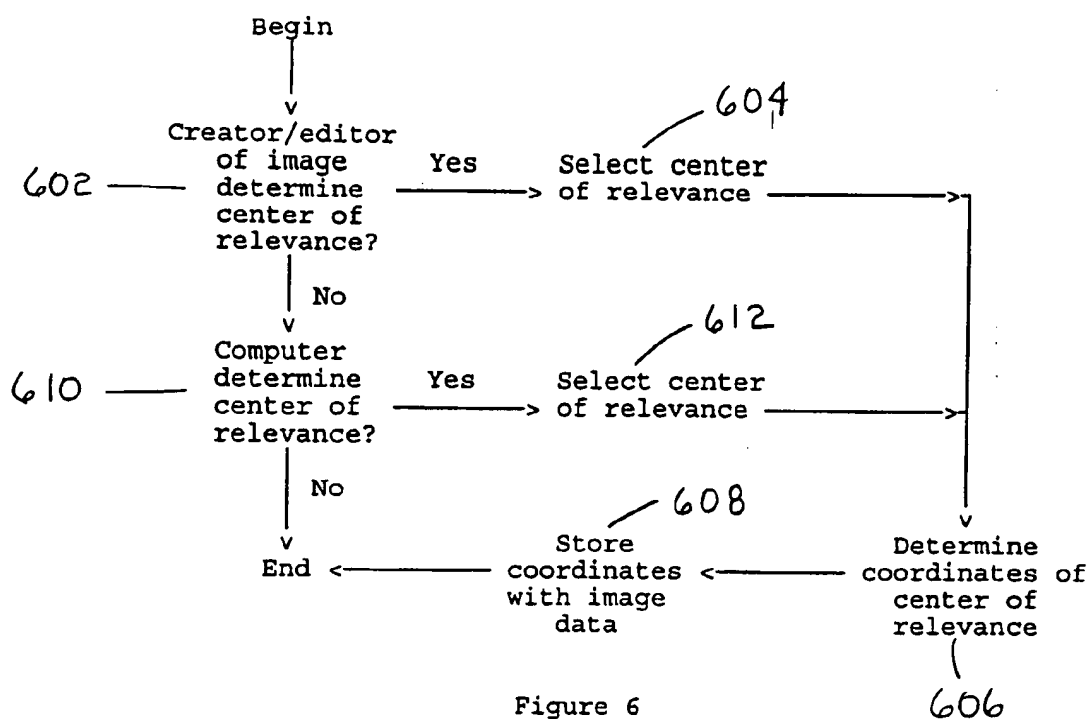 Begin
604
Creator/editor
of image
determine
center of
relevance?
602
Yes
Select center
of relevance
No
612
Computer
determine
center of
relevance?
610
Yes
Select center
of relevance
No
608
End
Store
coordinates
with image
data
Determine
coordinates of
center of
relevance
606
Figure 6